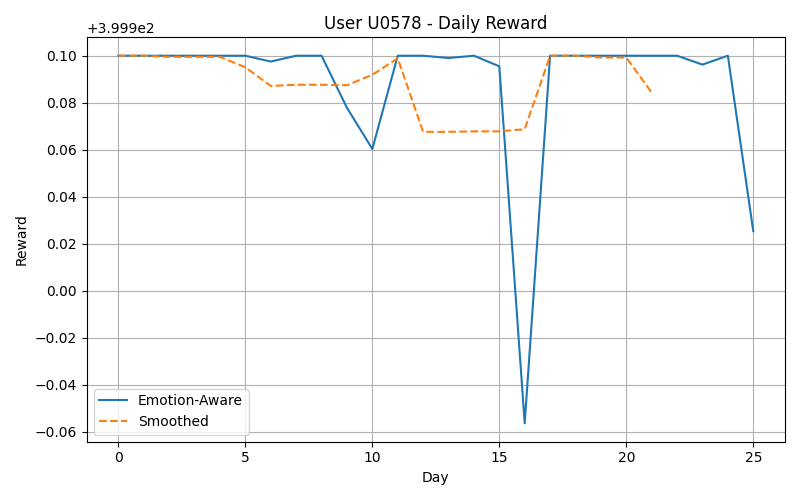 User U0578 - Daily Reward
+3.999e2
0.10
0.08
0.06
0.04
0.02
0.00
−0.02
−0.04
−0.06
Reward
Emotion-Aware
Smoothed
0 5 10 15 20 25
Day